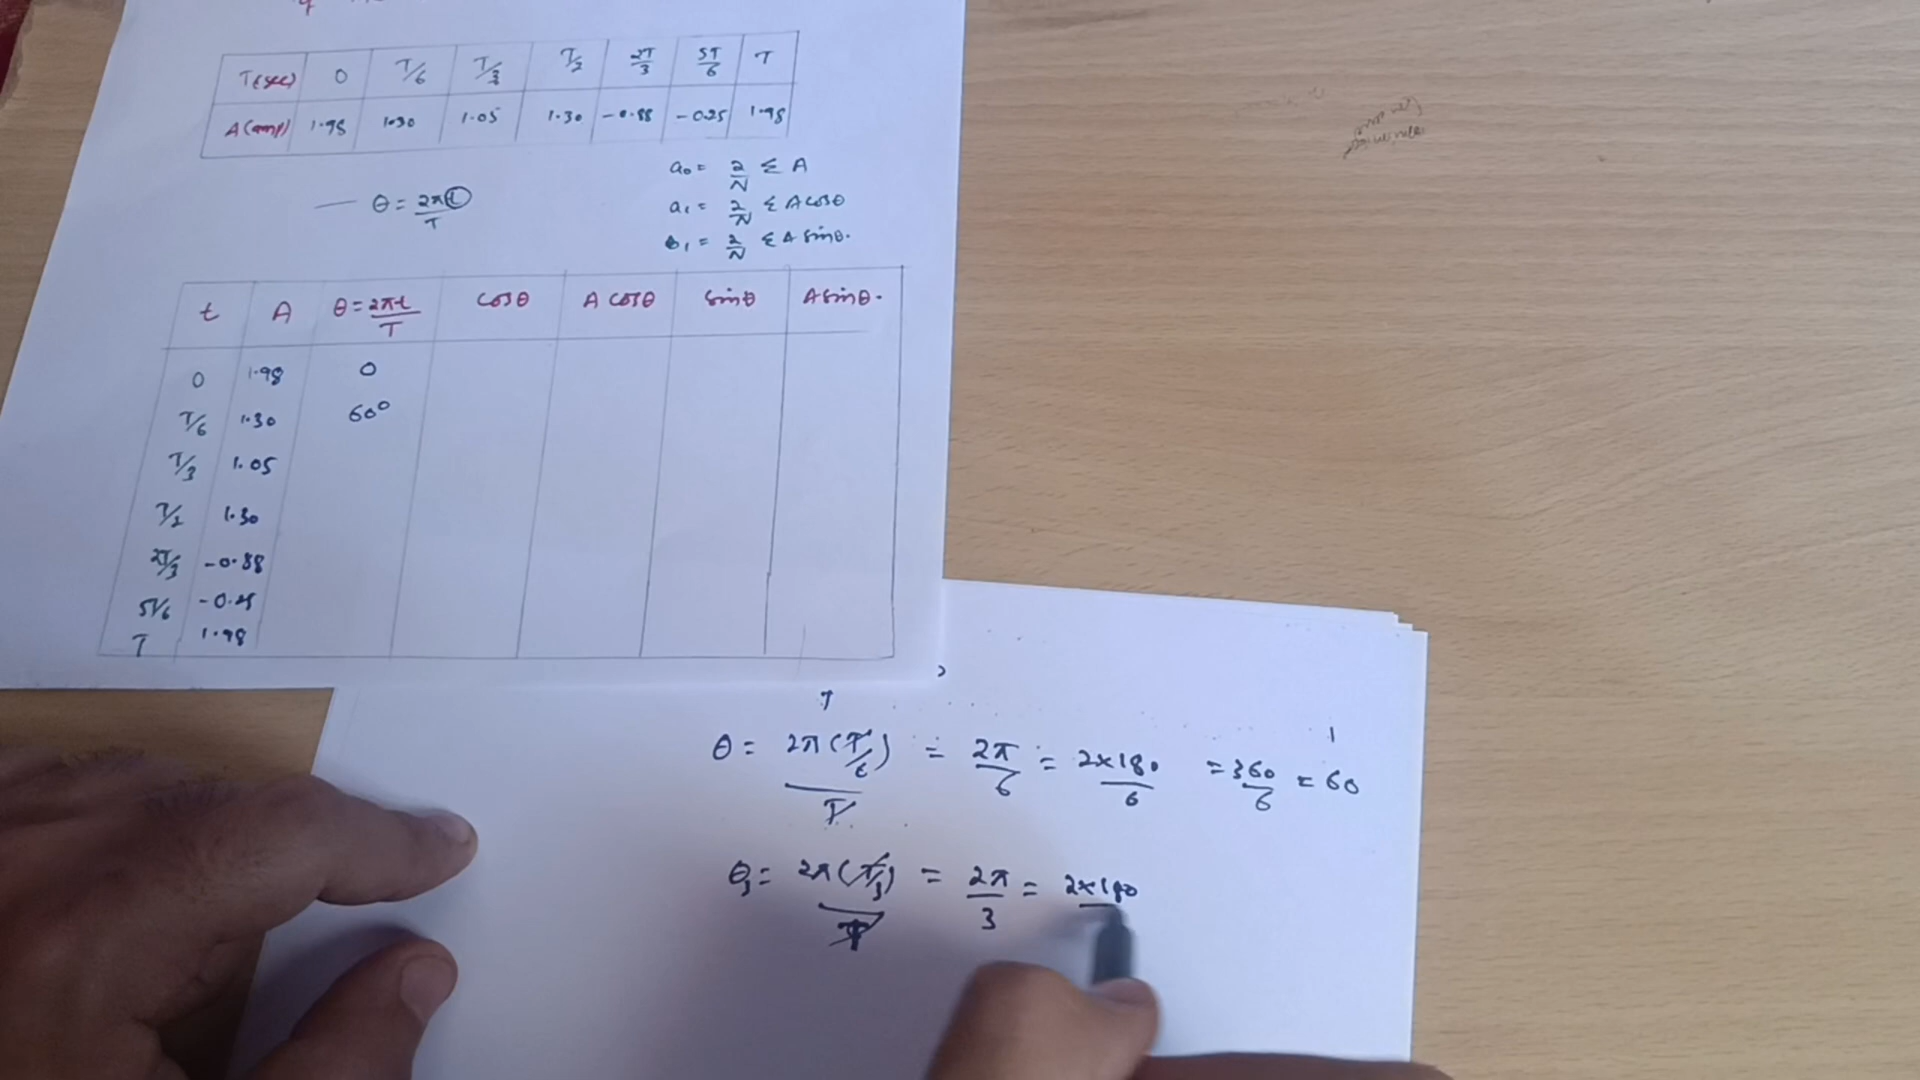 T(sec) 0 T/6 T/3 T/2 2T/3 5T/6 T
A(amp) 1.98 1.30 1.05 1.30 -0.88 -0.25 1.98
a₀ = 2/N Σ A
θ = 2πt/T
a₁ = 2/N Σ A cosθ
b₁ = 2/N Σ A sinθ.
t A θ = 2πt/T cosθ A cosθ sinθ A sinθ.
0 1.98 0
T/6 1.30 60°
T/3 1.05
T/2 1.30
2T/3 -0.88
5T/6 -0.25
T 1.98
θ = 2π(T/6)/T = 2π/6 = 2×180/6 = 360/6 = 60
θ = 2π(T/3)/T = 2π/3 = 2×180